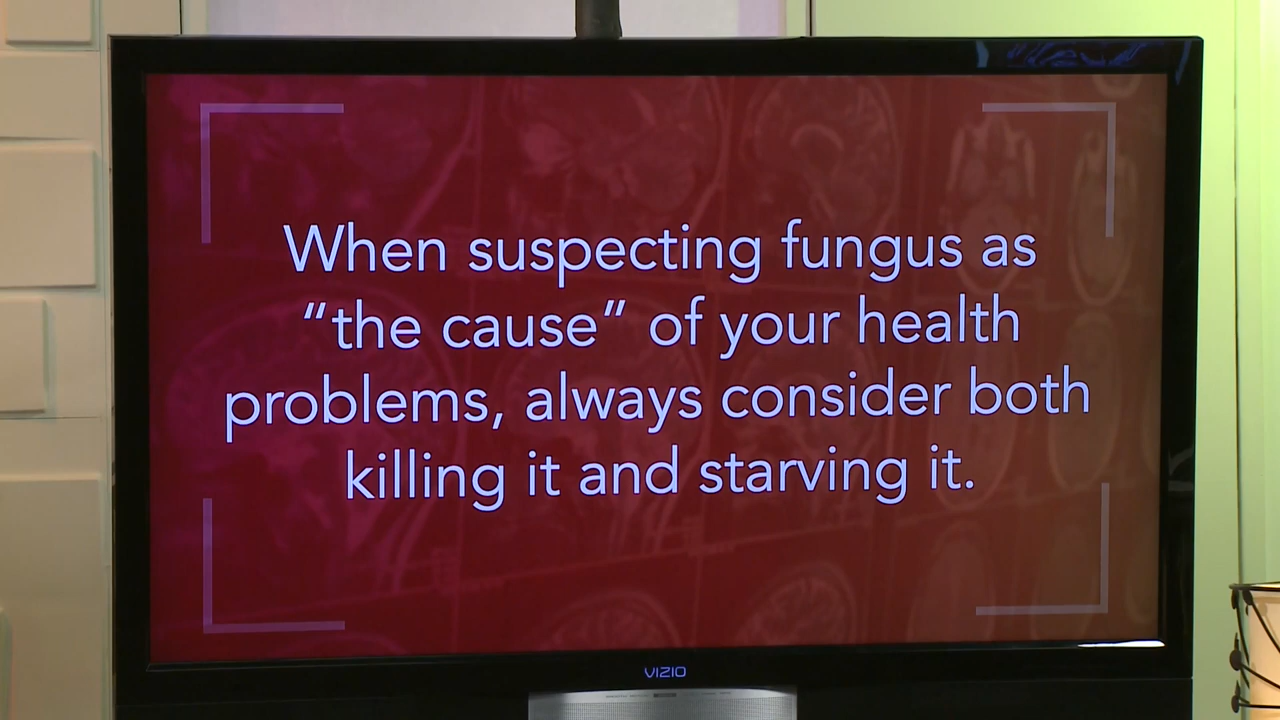 When suspecting fungus as
“the cause” of your health
problems, always consider both
killing it and starving it.
VIZIO